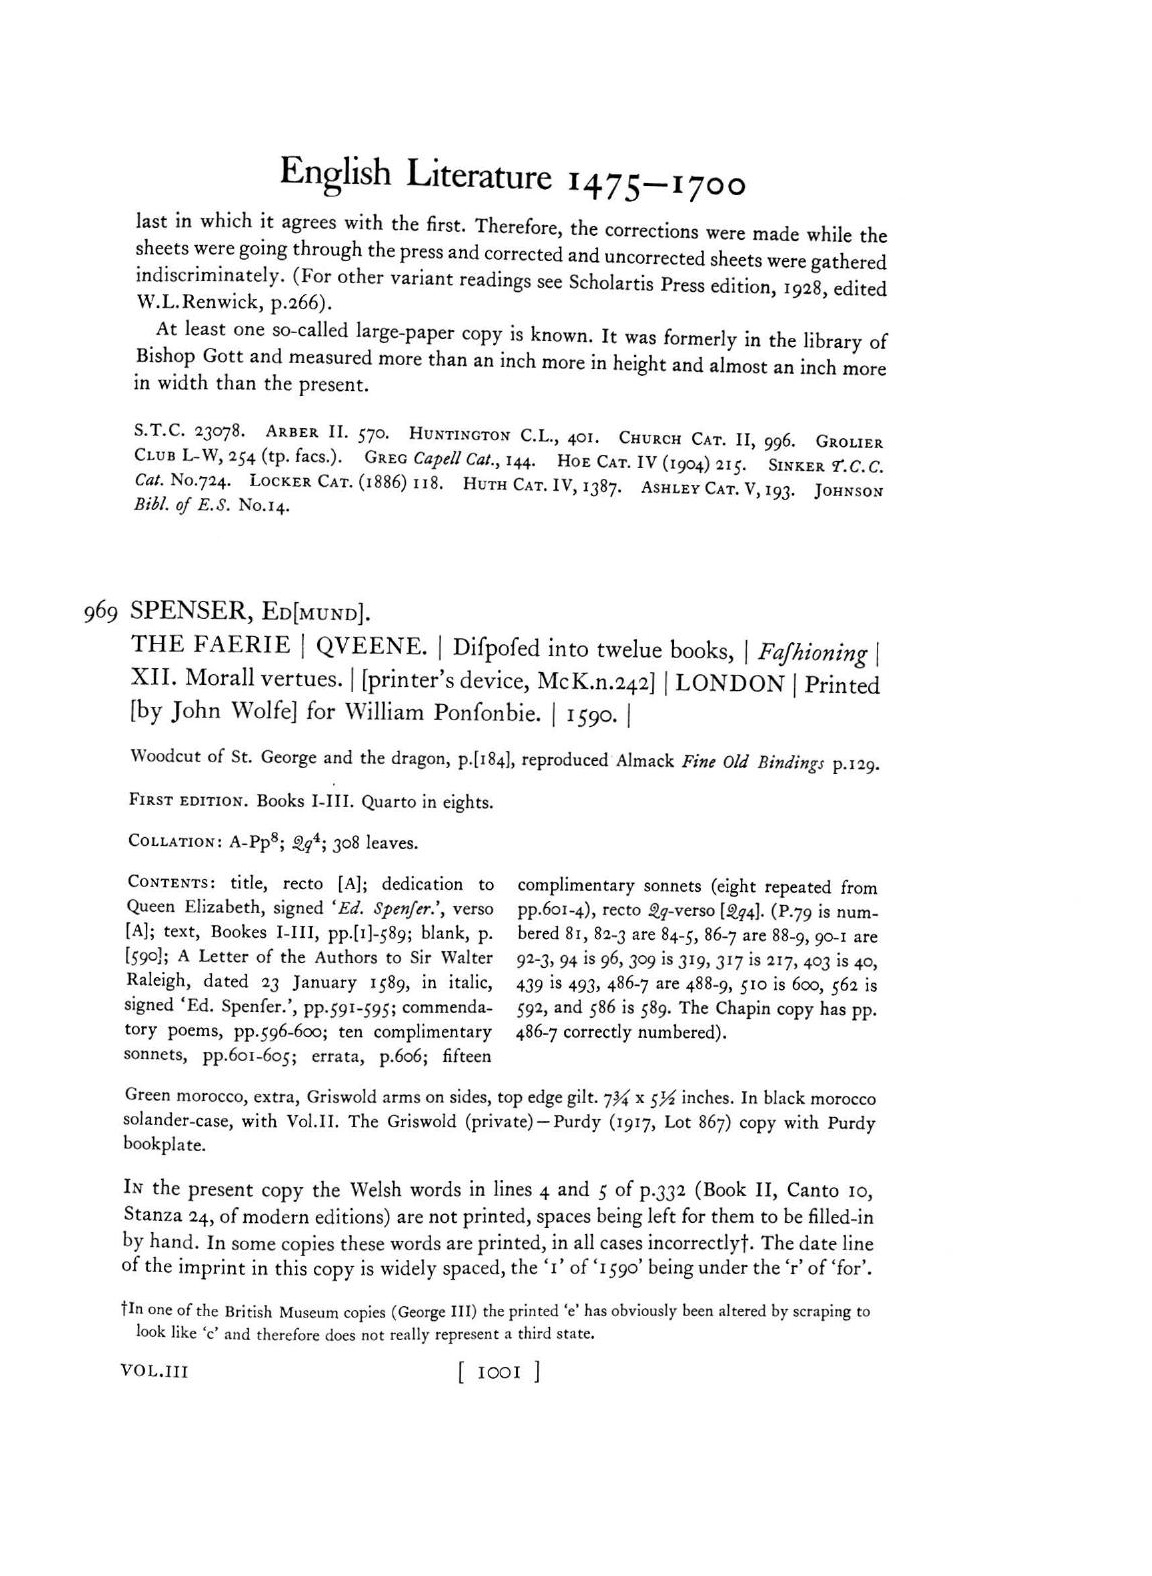 English Literature 1475—1700
last in which it agrees with the first. Therefore, the corrections were made while the
sheets were going through the press and corrected and uncorrected sheets were gathered
indiscriminately. (For other variant readings see Scholartis Press edition, 1928, edited
W.L.Renwick, p.266).
At least one so-called large-paper copy is known. It was formerly in the library of
Bishop Gott and measured more than an inch more in height and almost an inch more
in width than the present.
S.T.C. 23078. ARBER II. 570. HUNTINGTON C.L., 401. CHURCH CAT. II, 996. GROLIER
CLUB L-W, 254 (tp. facs.). GREG Capell Cat., 144. HOE CAT. IV (1904) 215. SINKER T.C.C.
Cat. No.724. LOCKER CAT. (1886) 118. HUTH CAT. IV, 1387. ASHLEY CAT. V, 193. JOHNSON
Bibl. of E.S. No.14.
969 SPENSER, ED[MUND].
THE FAERIE | QVEENE. | Difpofed into twelue books, | Faſhioning |
XII. Morall vertues. | [printer's device, McK.n.242] | LONDON | Printed
[by John Wolfe] for William Ponſonbie. | 1590. |
Woodcut of St. George and the dragon, p.[184], reproduced Almack Fine Old Bindings p.129.
FIRST EDITION. Books I-III. Quarto in eights.
COLLATION: A-Pp⁸; Qq⁴; 308 leaves.
CONTENTS: title, recto [A]; dedication to
Queen Elizabeth, signed 'Ed. Spenſer.', verso
[A]; text, Bookes I-III, pp.[1]-589; blank, p.
[590]; A Letter of the Authors to Sir Walter
Raleigh, dated 23 January 1589, in italic,
signed 'Ed. Spenſer.', pp.591-595; commenda-
tory poems, pp.596-600; ten complimentary
sonnets, pp.601-605; errata, p.606; fifteen
complimentary sonnets (eight repeated from
pp.601-4), recto Qq-verso [Qq4]. (P.79 is num-
bered 81, 82-3 are 84-5, 86-7 are 88-9, 90-1 are
92-3, 94 is 96, 309 is 319, 317 is 217, 403 is 40,
439 is 493, 486-7 are 488-9, 510 is 600, 562 is
592, and 586 is 589. The Chapin copy has pp.
486-7 correctly numbered).
Green morocco, extra, Griswold arms on sides, top edge gilt. 7¾ x 5½ inches. In black morocco
solander-case, with Vol.II. The Griswold (private)—Purdy (1917, Lot 867) copy with Purdy
bookplate.
IN the present copy the Welsh words in lines 4 and 5 of p.332 (Book II, Canto 10,
Stanza 24, of modern editions) are not printed, spaces being left for them to be filled-in
by hand. In some copies these words are printed, in all cases incorrectly†. The date line
of the imprint in this copy is widely spaced, the '1' of '1590' being under the 'r' of 'for'.
†In one of the British Museum copies (George III) the printed 'e' has obviously been altered by scraping to
look like 'c' and therefore does not really represent a third state.
VOL.III [ 1001 ]